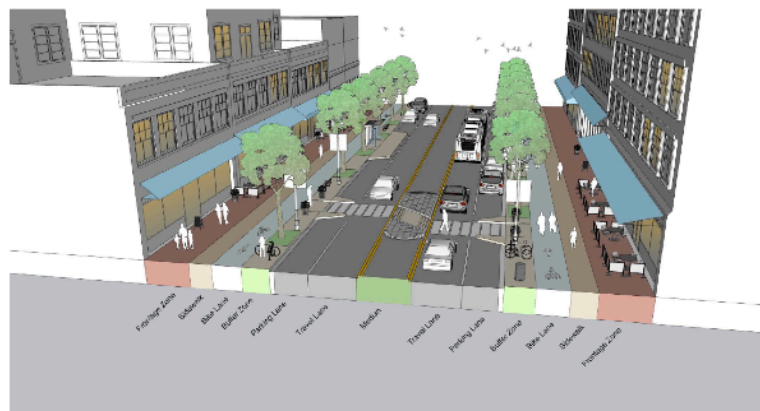 Frontage Zone
Sidewalk
Bike Lane
Buffer Zone
Parking Lane
Travel Lane
Medium
Travel Lane
Parking Lane
Buffer Zone
Bike Lane
Sidewalk
Frontage Zone